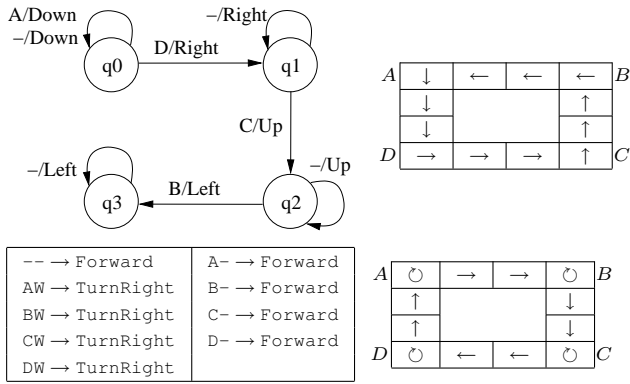 A/Down
–/Down
q0
D/Right
–/Right
q1
C/Up
–/Left
q3
B/Left
–/Up
q2
A ↓ ← ← ← B
↓ ↑
↓ ↑
D → → → ↑ C
-- → Forward A- → Forward
AW → TurnRight B- → Forward
BW → TurnRight C- → Forward
CW → TurnRight D- → Forward
DW → TurnRight
A ↻ → → ↻ B
↑ ↓
↑ ↓
D ↻ ← ← ↻ C